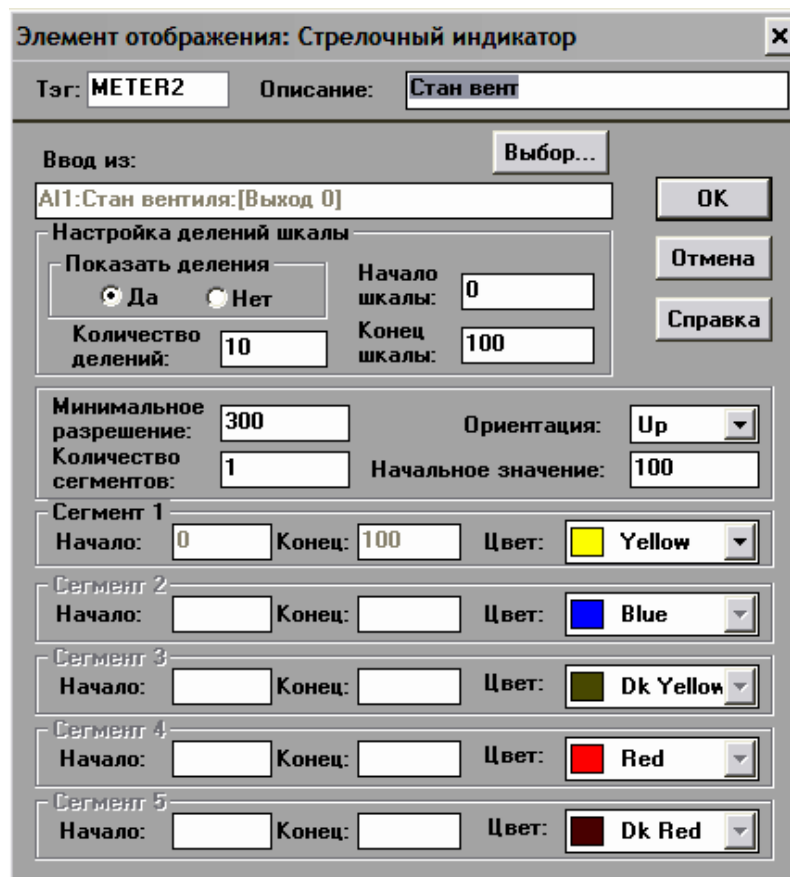 Элемент отображения: Стрелочный индикатор
Тэг: METER2 Описание: Стан вент
Ввод из: Выбор...
AI1:Стан вентиля:[Выход 0]
OK
Настройка делений шкалы
Показать деления
Да Нет
Начало шкалы: 0
Отмена
Количество делений: 10
Конец шкалы: 100
Справка
Минимальное разрешение: 300
Ориентация: Up
Количество сегментов: 1
Начальное значение: 100
Сегмент 1
Начало: 0 Конец: 100 Цвет: Yellow
Сегмент 2
Начало: Конец: Цвет: Blue
Сегмент 3
Начало: Конец: Цвет: Dk Yellow
Сегмент 4
Начало: Конец: Цвет: Red
Сегмент 5
Начало: Конец: Цвет: Dk Red